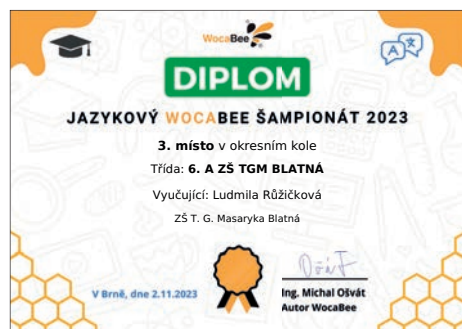 WocaBee
DIPLOM
JAZYKOVÝ WOCABEE ŠAMPIONÁT 2023
3. místo v okresním kole
Třída: 6. A ZŠ TGM BLATNÁ
Vyučující: Ludmila Růžičková
ZŠ T. G. Masaryka Blatná
V Brně, dne 2.11.2023
Ing. Michal Ošvát
Autor WocaBee